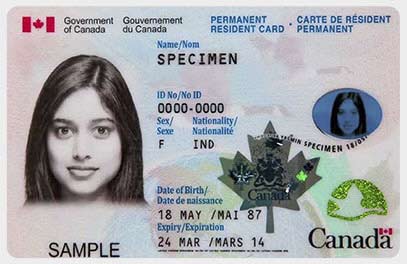 Government of Canada
Gouvernement du Canada
PERMANENT RESIDENT CARD
CARTE DE RÉSIDENT PERMANENT
Name/Nom
SPECIMEN
ID No/No ID
0000-0000
Sex/Sexe
Nationality/Nationalité
F IND
SPECIMEN 18/05/
Canada
Date of Birth/
Date de naissance
18 MAY /MAI 87
Expiry/Expiration
24 MAR /MARS 14
SAMPLE
Canada